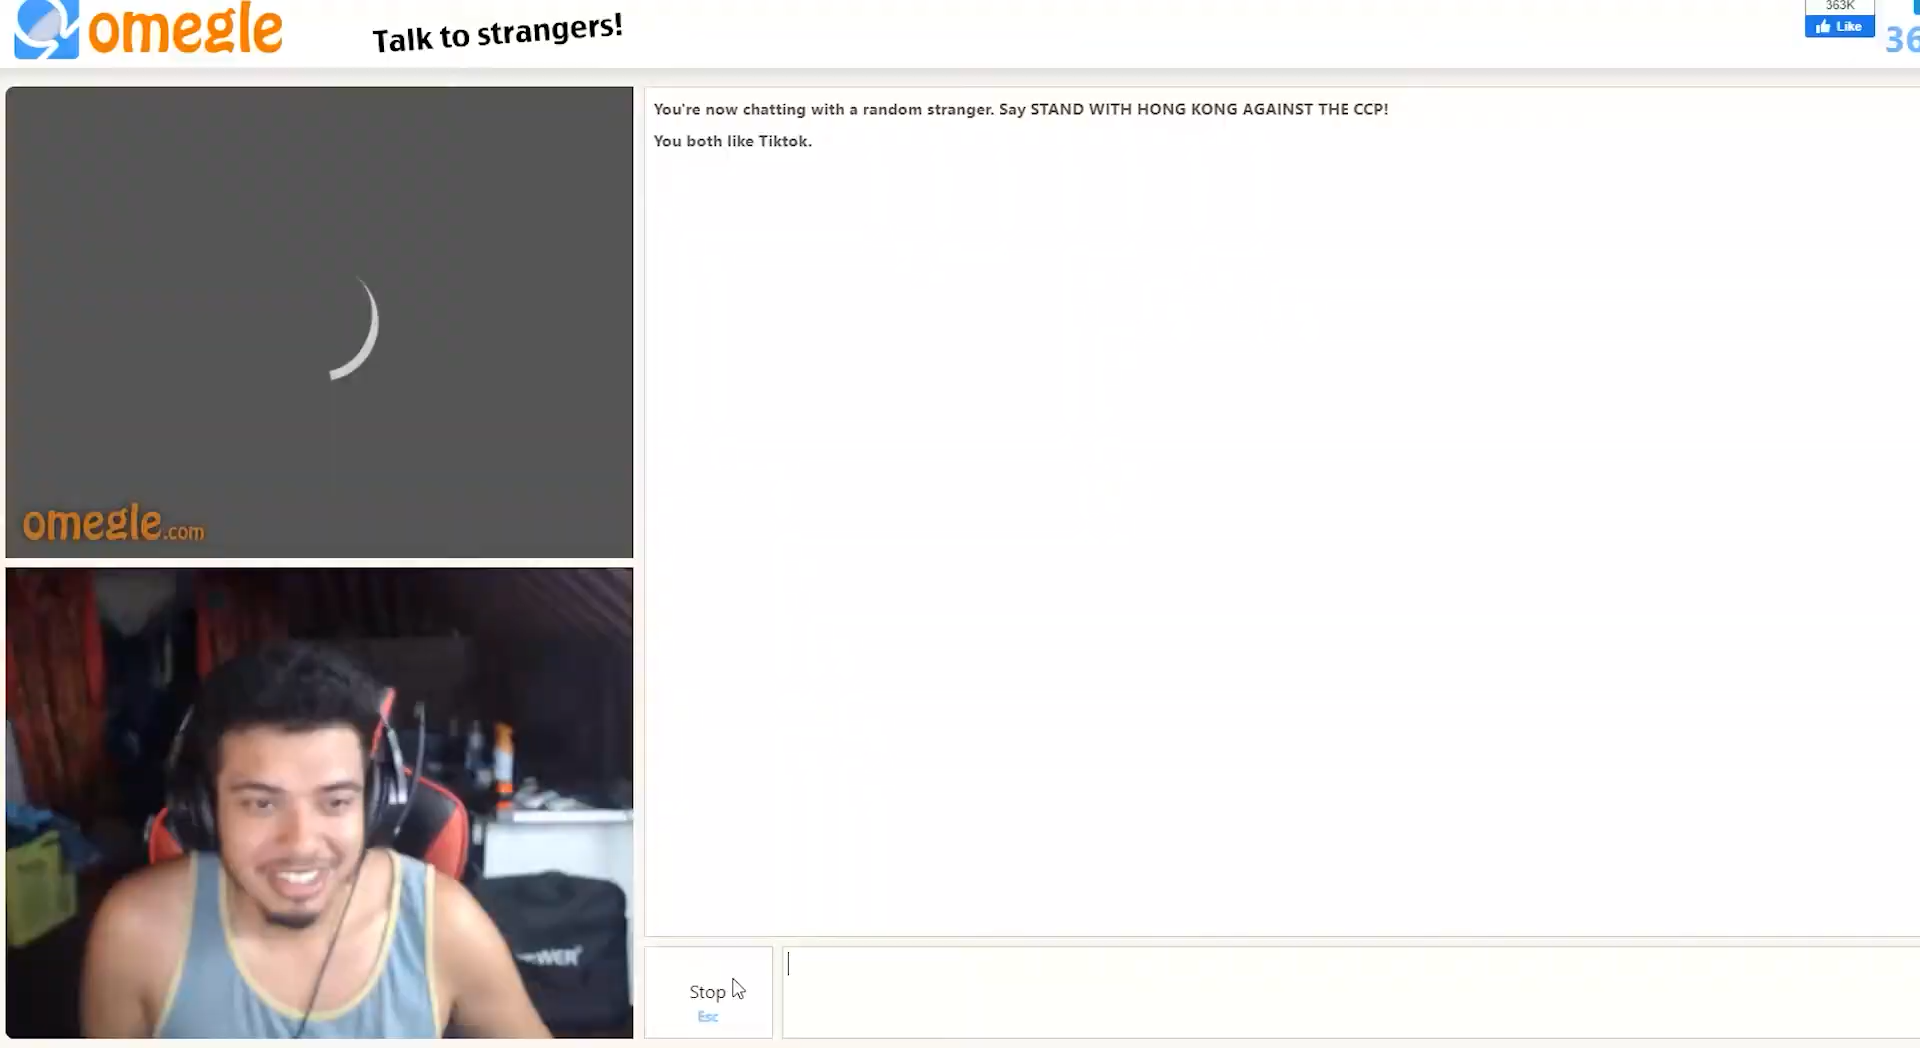 omegle
Talk to strangers!
363K
Like
36
You're now chatting with a random stranger. Say STAND WITH HONG KONG AGAINST THE CCP!
You both like Tiktok.
omegle.com
Stop
Esc